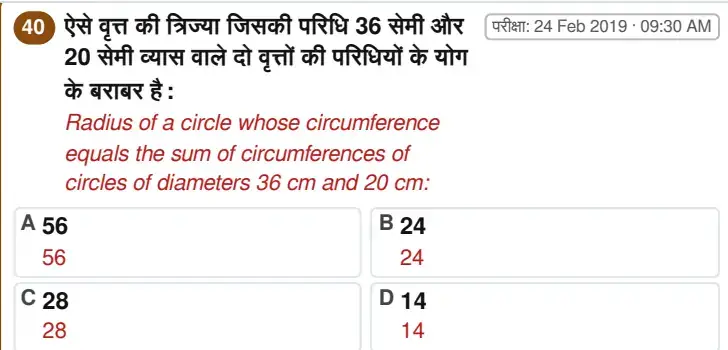 40 ऐसे वृत्त की त्रिज्या जिसकी परिधि 36 सेमी और
परीक्षा: 24 Feb 2019 · 09:30 AM
20 सेमी व्यास वाले दो वृत्तों की परिधियों के योग
के बराबर है :
Radius of a circle whose circumference
equals the sum of circumferences of
circles of diameters 36 cm and 20 cm:
A 56
56
B 24
24
C 28
28
D 14
14